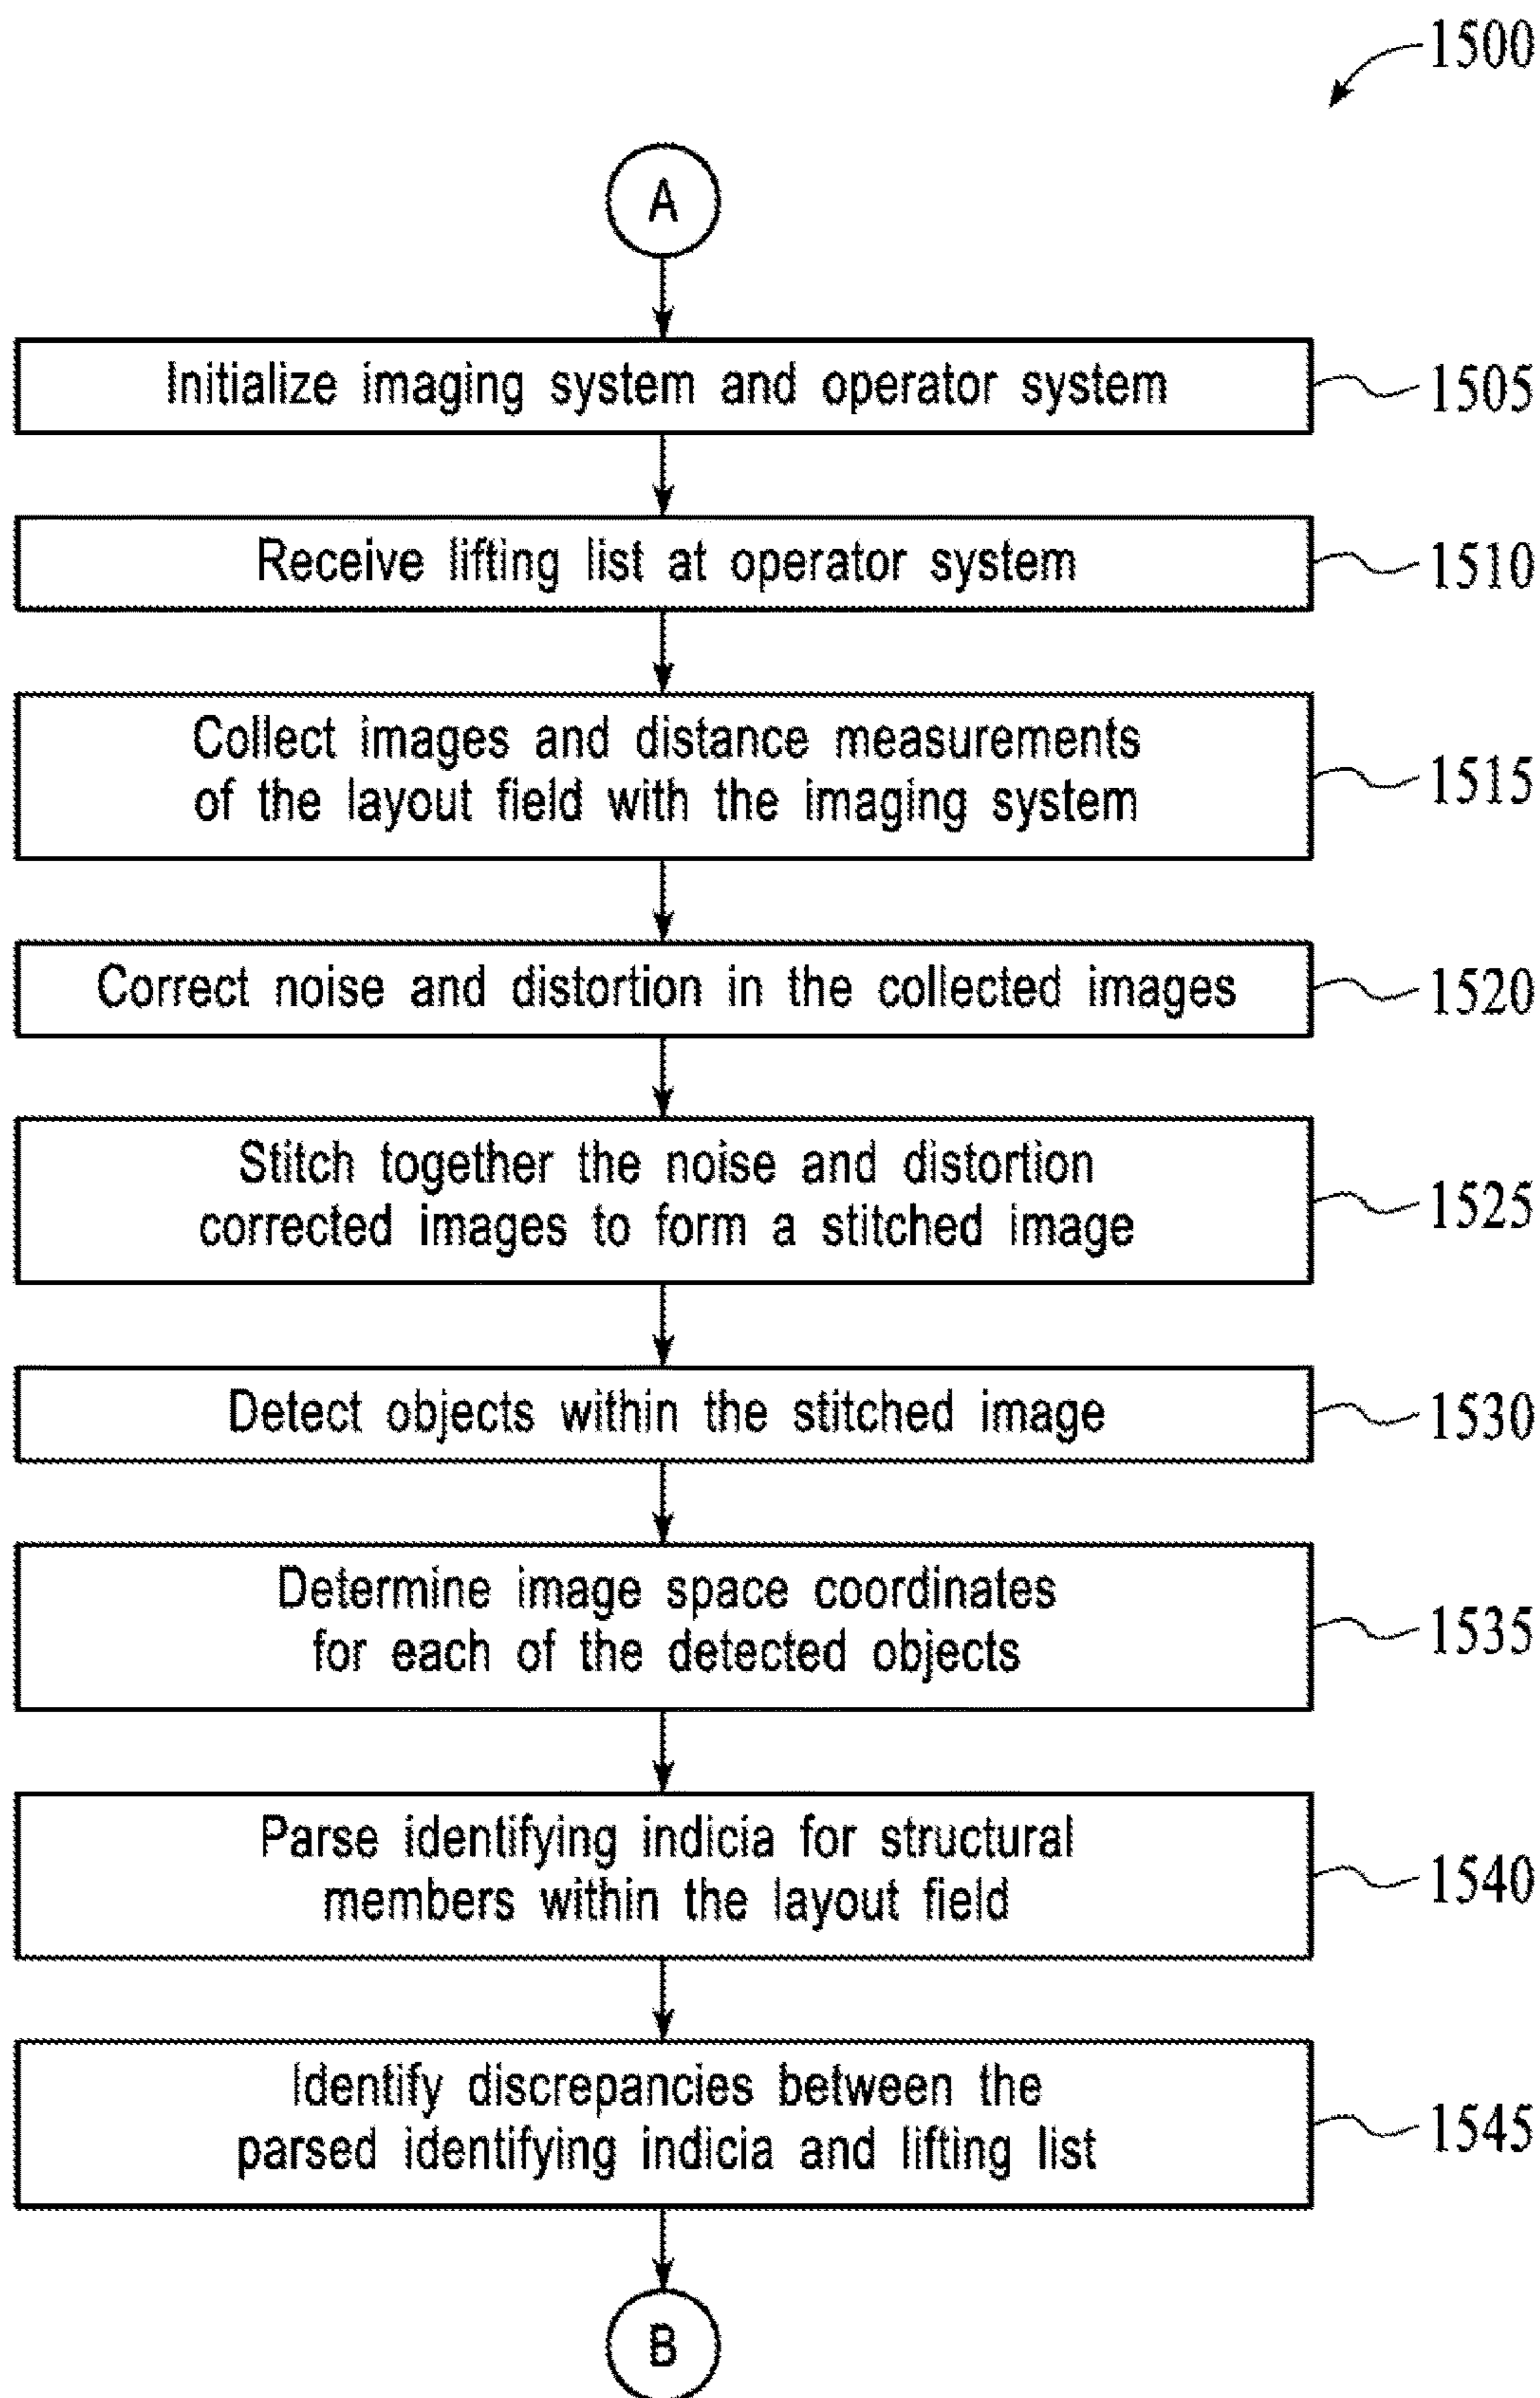 1500
A
Initialize imaging system and operator system
1505
Receive lifting list at operator system
1510
Collect images and distance measurements
of the layout field with the imaging system
1515
Correct noise and distortion in the collected images
1520
Stitch together the noise and distortion
corrected images to form a stitched image
1525
Detect objects within the stitched image
1530
Determine image space coordinates
for each of the detected objects
1535
Parse identifying indicia for structural
members within the layout field
1540
Identify discrepancies between the
parsed identifying indicia and lifting list
1545
B